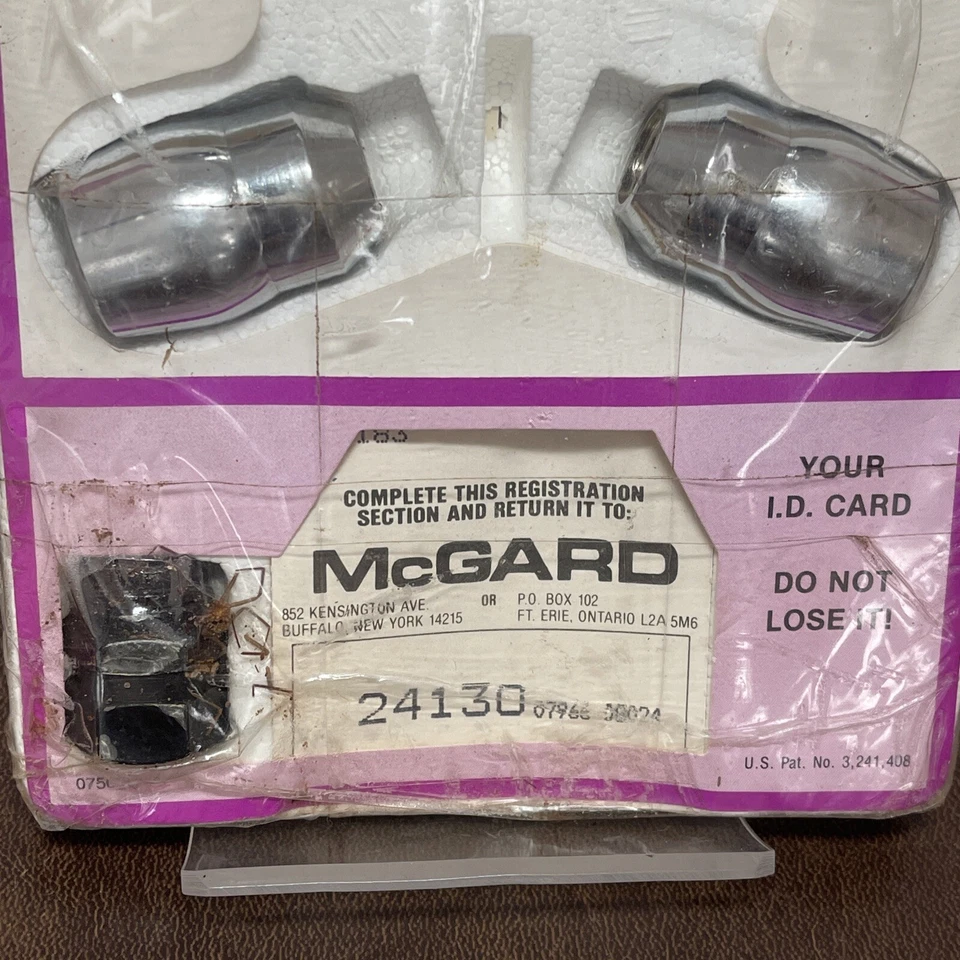 COMPLETE THIS REGISTRATION
SECTION AND RETURN IT TO:
McGARD
852 KENSINGTON AVE.
BUFFALO, NEW YORK 14215
OR
P.O. BOX 102
FT. ERIE, ONTARIO L2A 5M6
24130
YOUR
I.D. CARD
DO NOT
LOSE IT!
U.S. Pat. No. 3,241,408